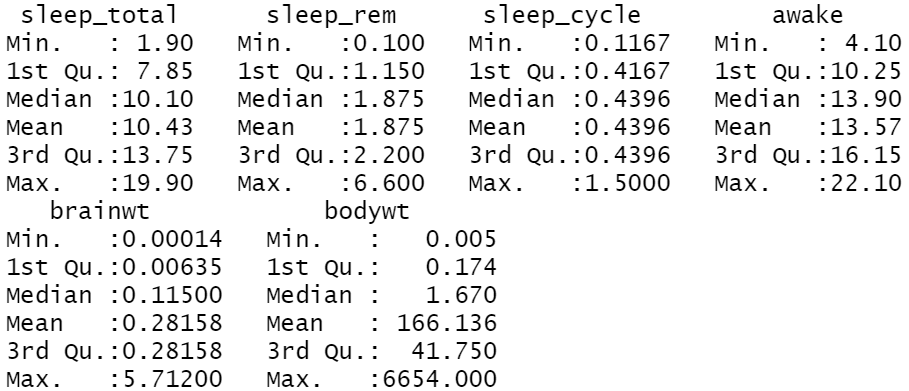 sleep_total      sleep_rem      sleep_cycle         awake
Min.   : 1.90   Min.   :0.100   Min.   :0.1167   Min.   : 4.10
1st Qu.: 7.85   1st Qu.:1.150   1st Qu.:0.4167   1st Qu.:10.25
Median :10.10   Median :1.875   Median :0.4396   Median :13.90
Mean   :10.43   Mean   :1.875   Mean   :0.4396   Mean   :13.57
3rd Qu.:13.75   3rd Qu.:2.200   3rd Qu.:0.4396   3rd Qu.:16.15
Max.   :19.90   Max.   :6.600   Max.   :1.5000   Max.   :22.10
   brainwt            bodywt
Min.   :0.00014   Min.   :   0.005
1st Qu.:0.00635   1st Qu.:   0.174
Median :0.11500   Median :   1.670
Mean   :0.28158   Mean   : 166.136
3rd Qu.:0.28158   3rd Qu.:  41.750
Max.   :5.71200   Max.   :6654.000